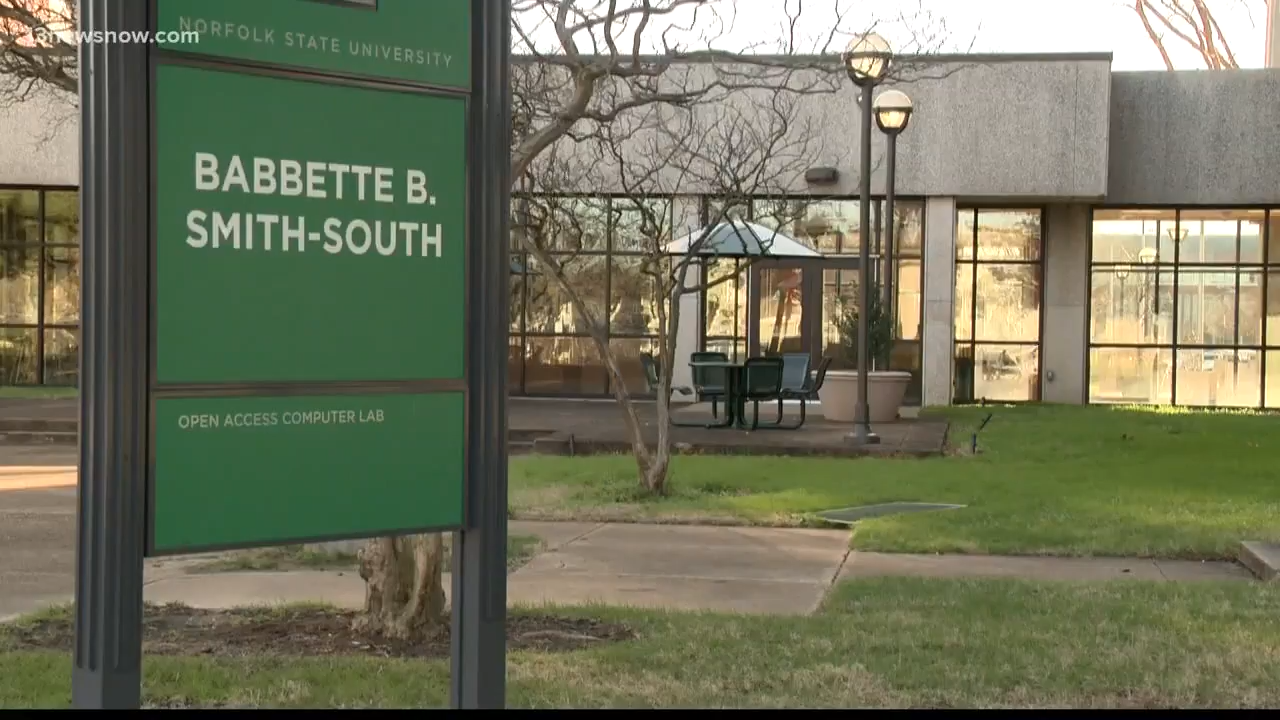 13newsnow.com
NORFOLK STATE UNIVERSITY
BABBETTE B.
SMITH-SOUTH
OPEN ACCESS COMPUTER LAB